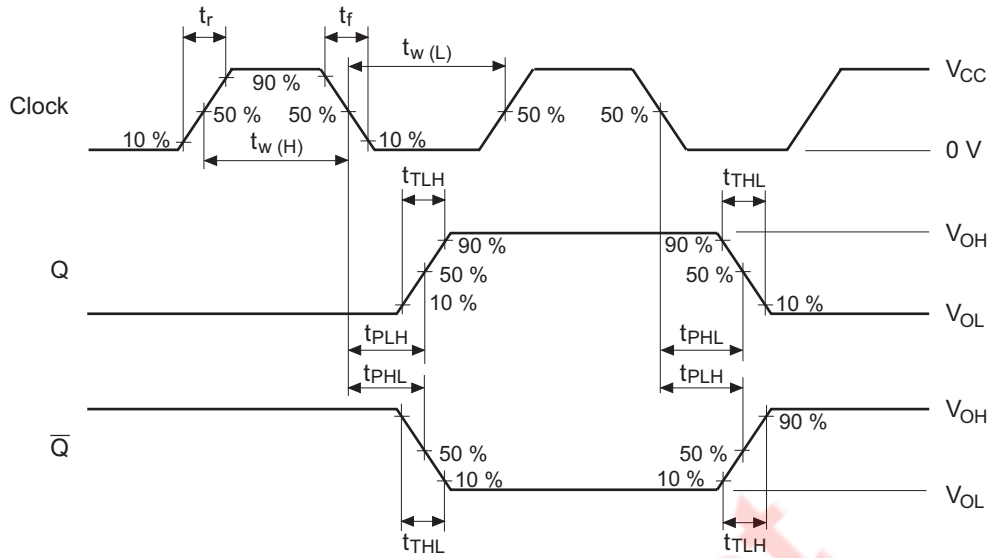 tr tf
tw (L)
90 % VCC
Clock 50 % 50 % 50 % 50 %
10 % tw (H) 10 %
0 V
tTLH tTHL
90 % 90 % VOH
Q 50 % 50 %
10 % 10 %
VOL
tPLH tPHL
tPHL tPLH
VOH
90 %
Q̅ 50 % 50 %
10 % 10 %
VOL
tTHL tTLH